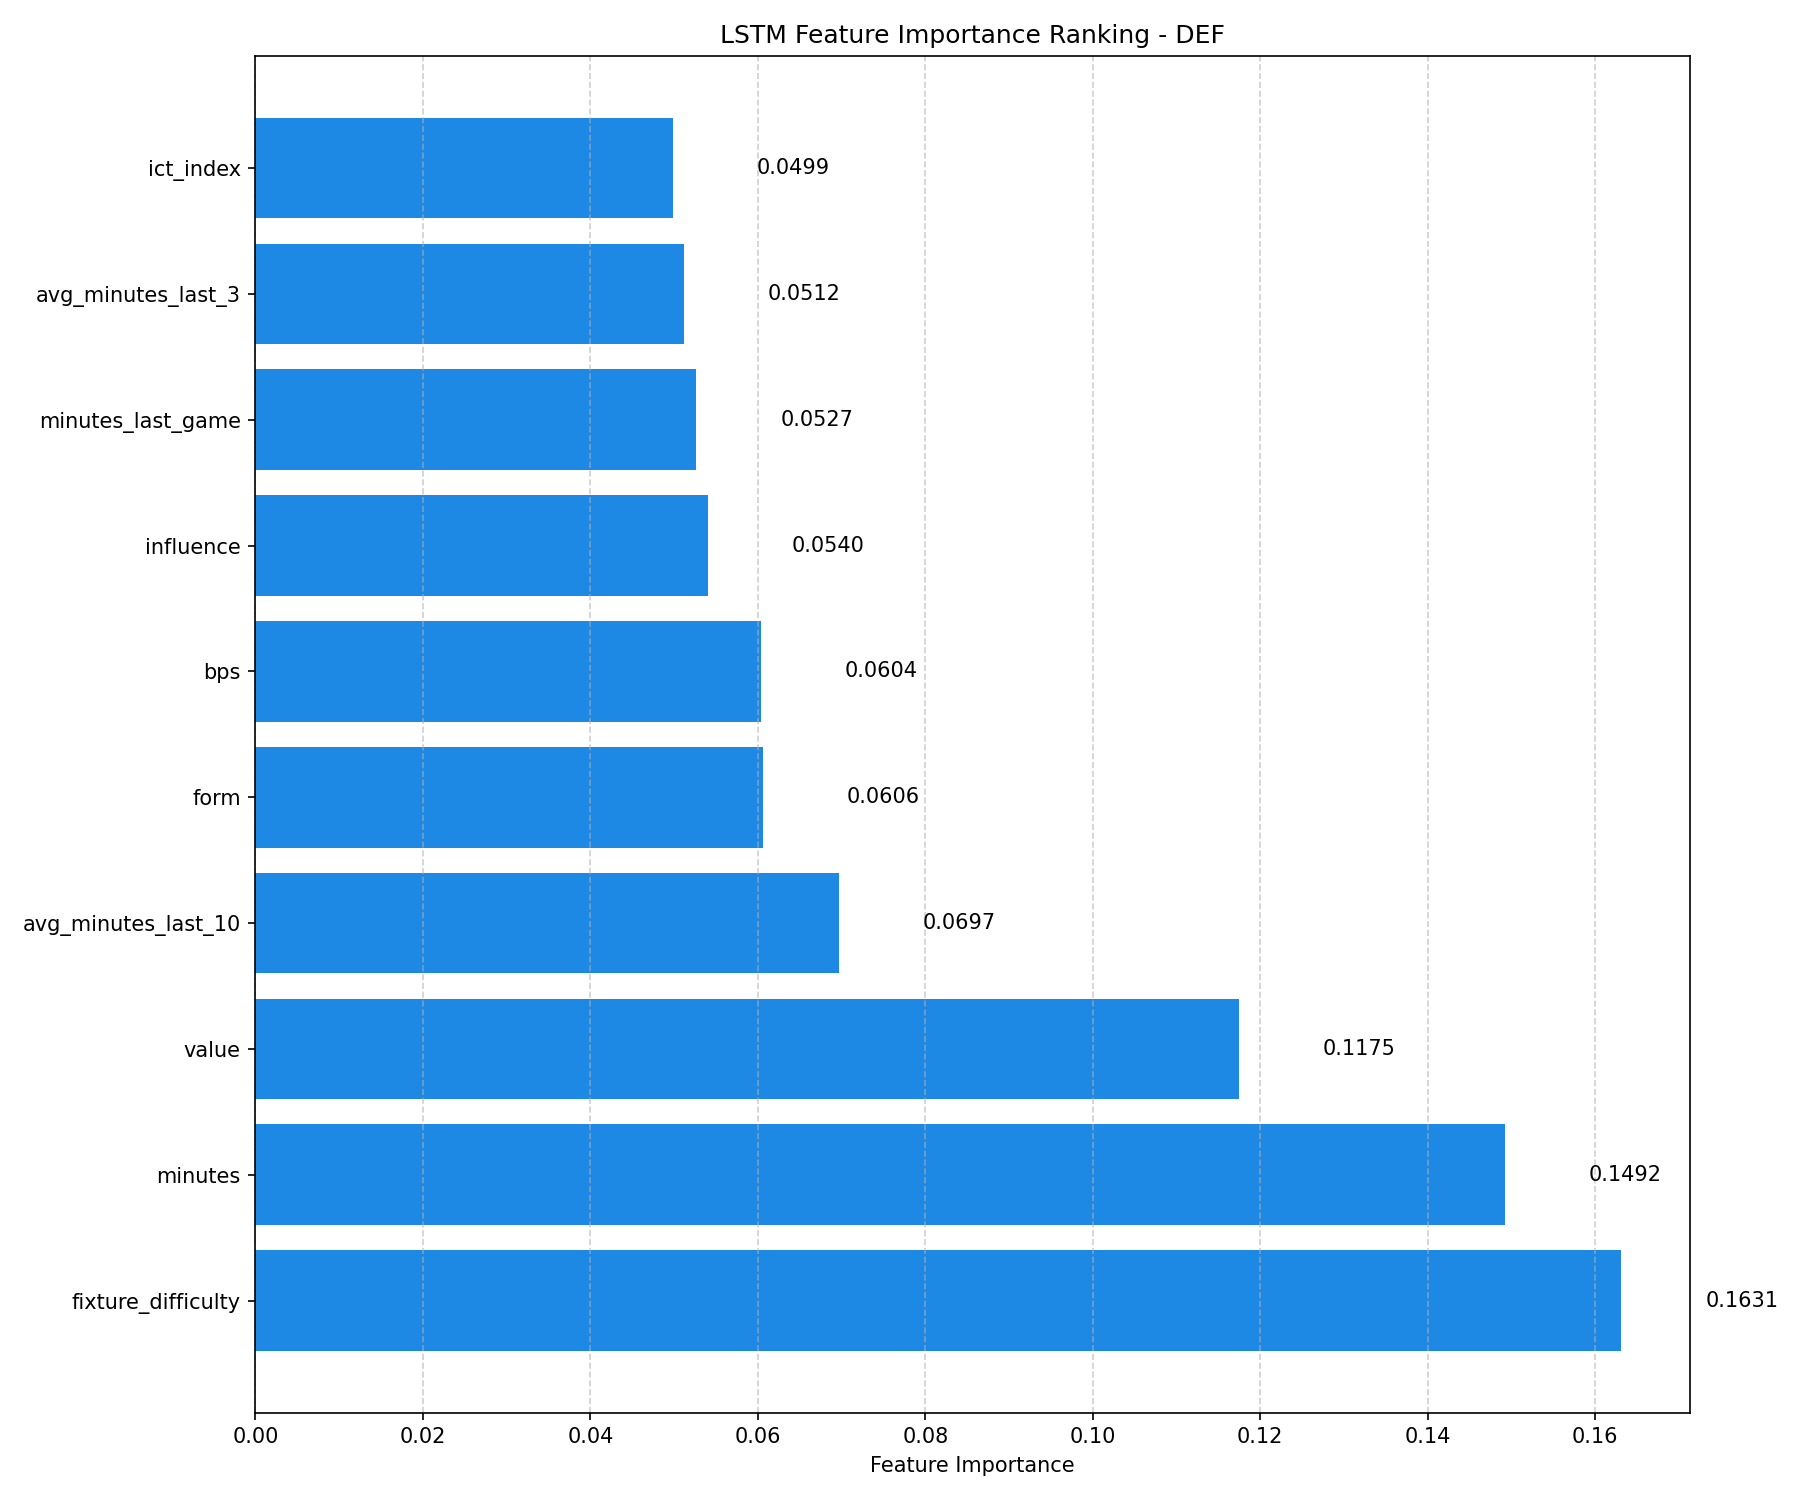 LSTM Feature Importance Ranking - DEF
ict_index 0.0499
avg_minutes_last_3 0.0512
minutes_last_game 0.0527
influence 0.0540
bps 0.0604
form 0.0606
avg_minutes_last_10 0.0697
value 0.1175
minutes 0.1492
fixture_difficulty 0.1631
0.00 0.02 0.04 0.06 0.08 0.10 0.12 0.14 0.16
Feature Importance